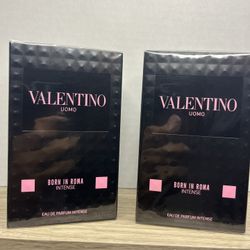 VALENTINO
UOMO
BORN IN ROMA
INTENSE
EAU DE PARFUM INTENSE
VALENTINO
UOMO
BORN IN ROMA
INTENSE
EAU DE PARFUM INTENSE